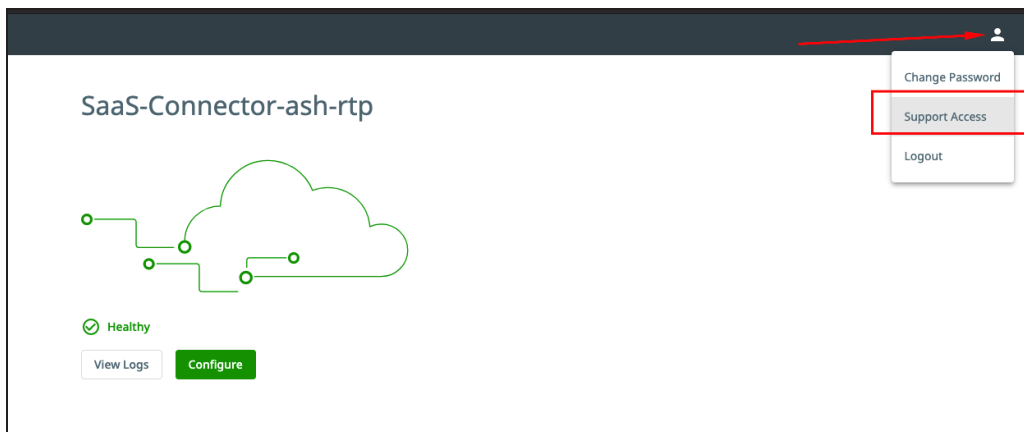 SaaS-Connector-ash-rtp
Change Password
Support Access
Logout
Healthy
View Logs
Configure